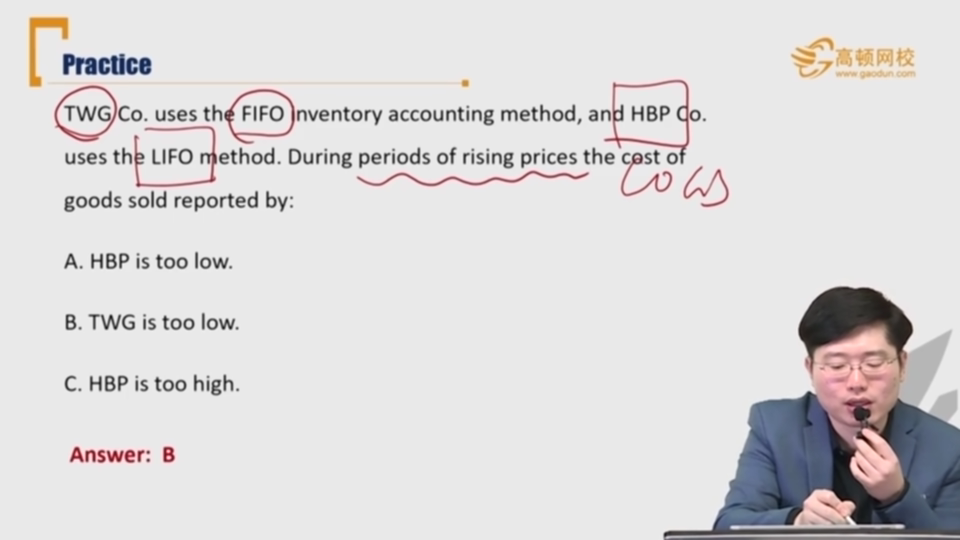 Practice
高顿网校
www.gaodun.com
TWG Co. uses the FIFO inventory accounting method, and HBP Co.
uses the LIFO method. During periods of rising prices the cost of
COGS
goods sold reported by:
A. HBP is too low.
B. TWG is too low.
C. HBP is too high.
Answer: B